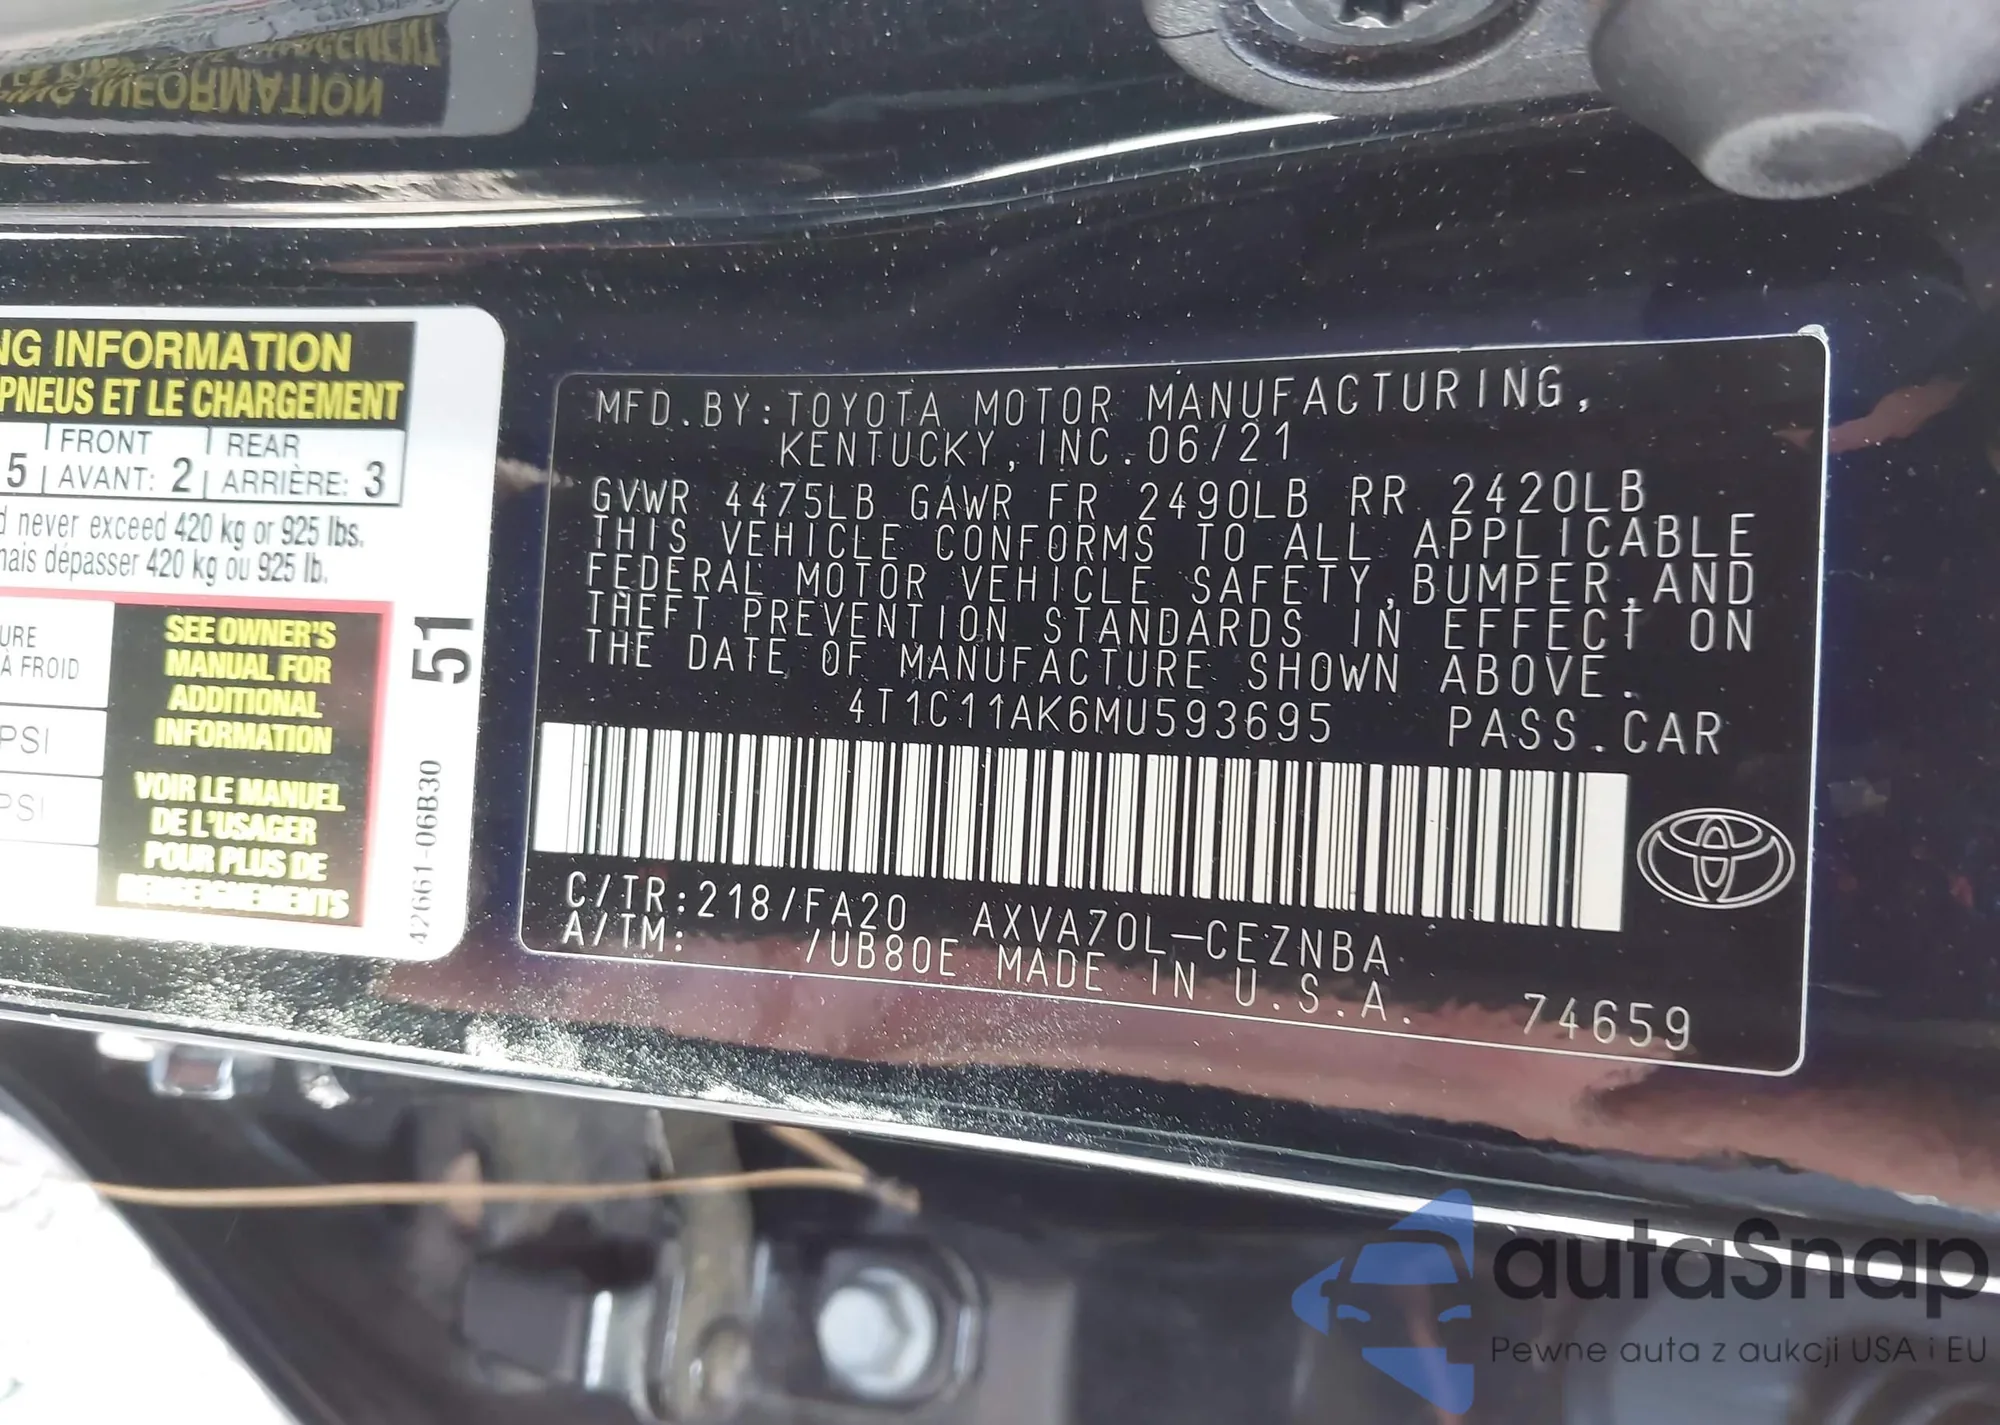 NG INFORMATION
PNEUS ET LE CHARGEMENT
5 FRONT AVANT: 2 REAR ARRIÈRE: 3
never exceed 420 kg or 925 lbs.
dépasser 420 kg ou 925 lb.
À FROID
PSI
PSI
SEE OWNER'S
MANUAL FOR
ADDITIONAL
INFORMATION
VOIR LE MANUEL
DE L'USAGER
POUR PLUS DE
RENSEIGNEMENTS
51
42661-06B30
MFD.BY:TOYOTA MOTOR MANUFACTURING,
KENTUCKY,INC.06/21
GVWR 4475LB GAWR FR 2490LB RR 2420LB
THIS VEHICLE CONFORMS TO ALL APPLICABLE
FEDERAL MOTOR VEHICLE SAFETY,BUMPER,AND
THEFT PREVENTION STANDARDS IN EFFECT ON
THE DATE OF MANUFACTURE SHOWN ABOVE.
4T1C11AK6MU593695 PASS.CAR
C/TR:218/FA20 AXVA70L-CEZNBA
A/TM: /UB80E MADE IN U.S.A.
74659
autaSnap
Pewne auta z aukcji USA i EU